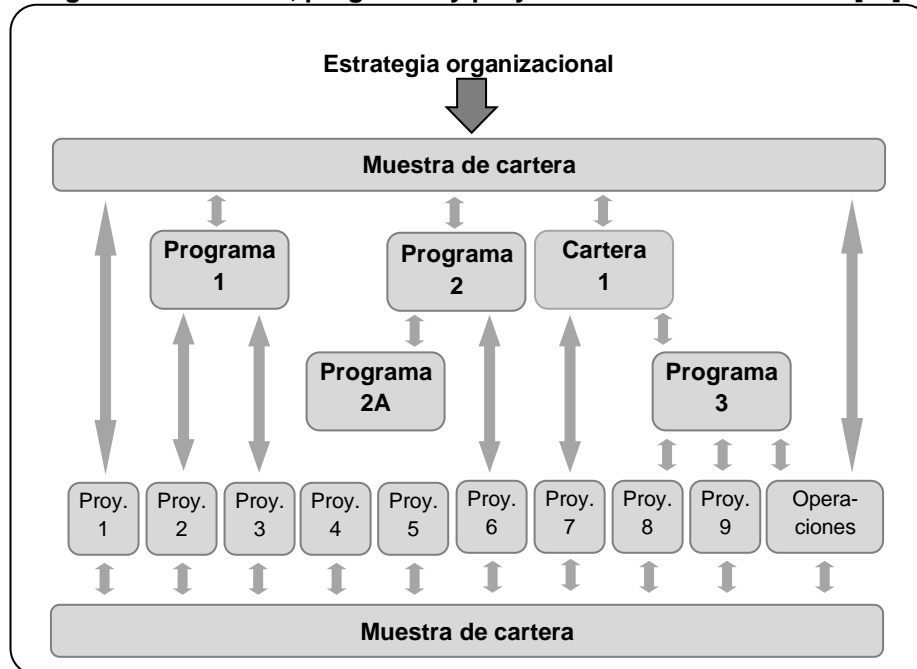 Estrategia organizacional
Muestra de cartera
Programa
1
Programa
2
Cartera
1
Programa
2A
Programa
3
Proy.
1
Proy.
2
Proy.
3
Proy.
4
Proy.
5
Proy.
6
Proy.
7
Proy.
8
Proy.
9
Opera-
ciones
Muestra de cartera